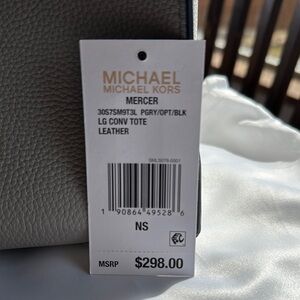 MICHAEL
MICHAEL KORS
MERCER
30S7SM9T3L PGRY/OPT/BLK
LG CONV TOTE
LEATHER
1 90864 49528 6
NS
MSRP $298.00